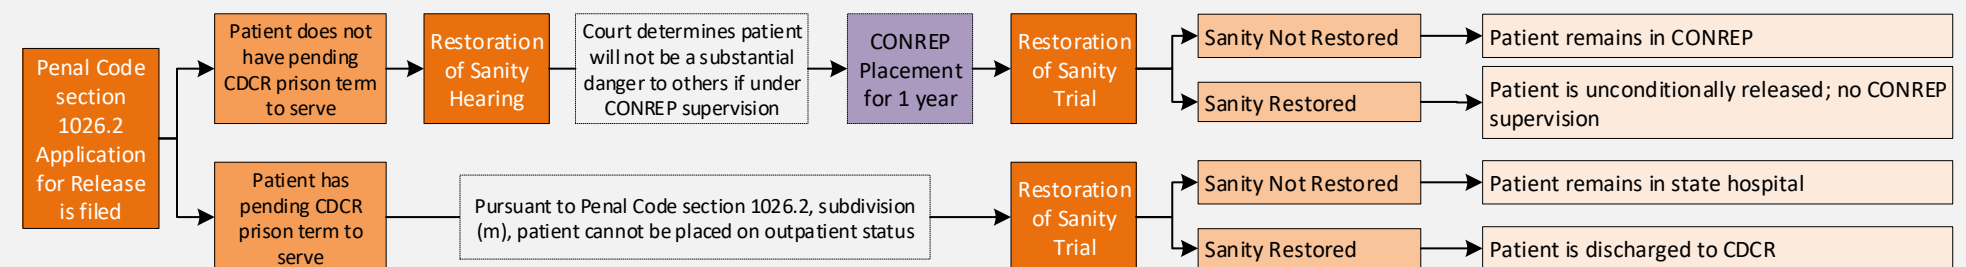 Penal Code
section
1026.2
Application
for Release
is filed
Patient does not
have pending
CDCR prison term
to serve
Restoration
of Sanity
Hearing
Court determines patient
will not be a substantial
danger to others if under
CONREP supervision
CONREP
Placement
for 1 year
Restoration
of Sanity
Trial
Sanity Not Restored
Patient remains in CONREP
Sanity Restored
Patient is unconditionally released; no CONREP
supervision
Patient has
pending CDCR
prison term to
serve
Pursuant to Penal Code section 1026.2, subdivision
(m), patient cannot be placed on outpatient status
Restoration
of Sanity
Trial
Sanity Not Restored
Patient remains in state hospital
Sanity Restored
Patient is discharged to CDCR